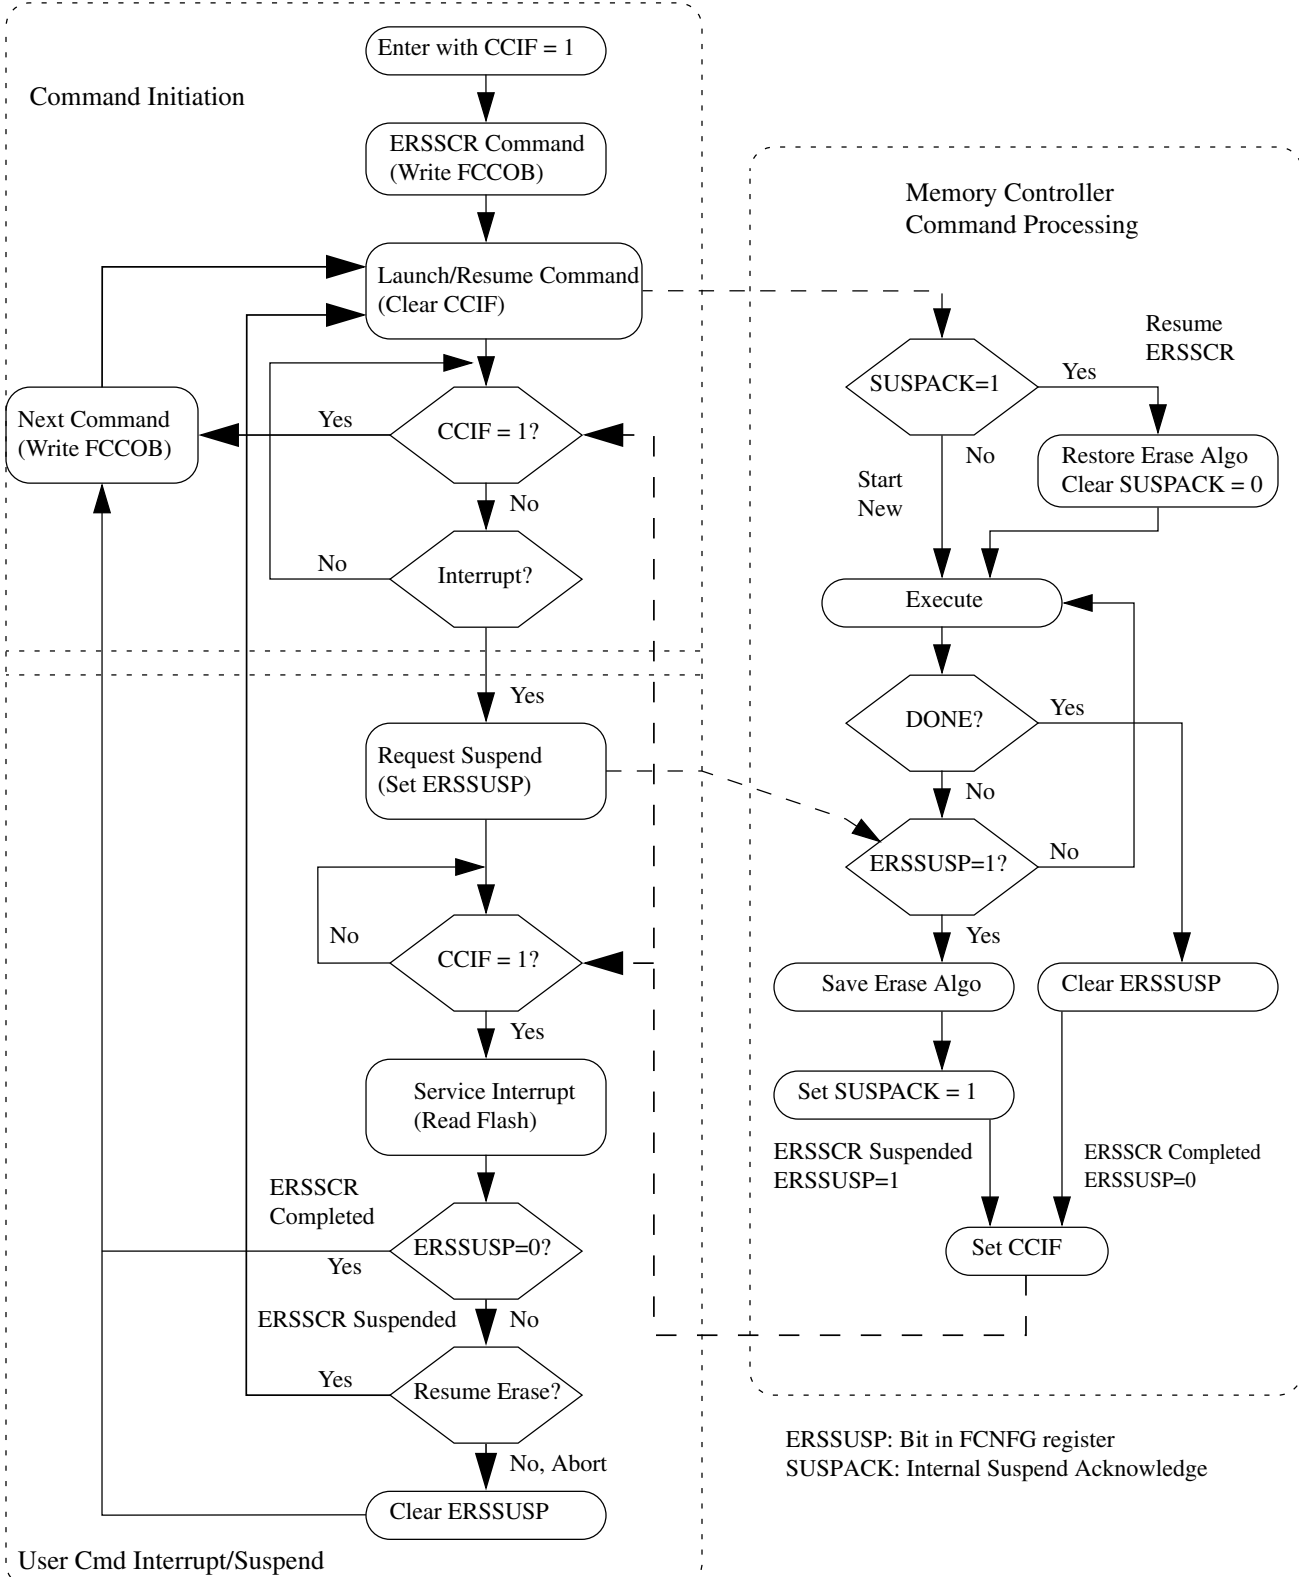 Enter with CCIF = 1
Command Initiation
ERSSCR Command
(Write FCCOB)
Launch/Resume Command
(Clear CCIF)
Next Command
(Write FCCOB)
Yes
CCIF = 1?
No
No
Interrupt?
Yes
Request Suspend
(Set ERSSUSP)
No
CCIF = 1?
Yes
Service Interrupt
(Read Flash)
ERSSCR
Completed
ERSSUSP=0?
Yes
ERSSCR Suspended
No
Yes
Resume Erase?
No, Abort
Clear ERSSUSP
User Cmd Interrupt/Suspend
Memory Controller
Command Processing
Resume
ERSSCR
SUSPACK=1
Yes
No
Start
New
Restore Erase Algo
Clear SUSPACK = 0
Execute
DONE?
Yes
No
ERSSUSP=1?
No
Yes
Save Erase Algo
Clear ERSSUSP
Set SUSPACK = 1
ERSSCR Suspended
ERSSUSP=1
ERSSCR Completed
ERSSUSP=0
Set CCIF
ERSSUSP: Bit in FCNFG register
SUSPACK: Internal Suspend Acknowledge